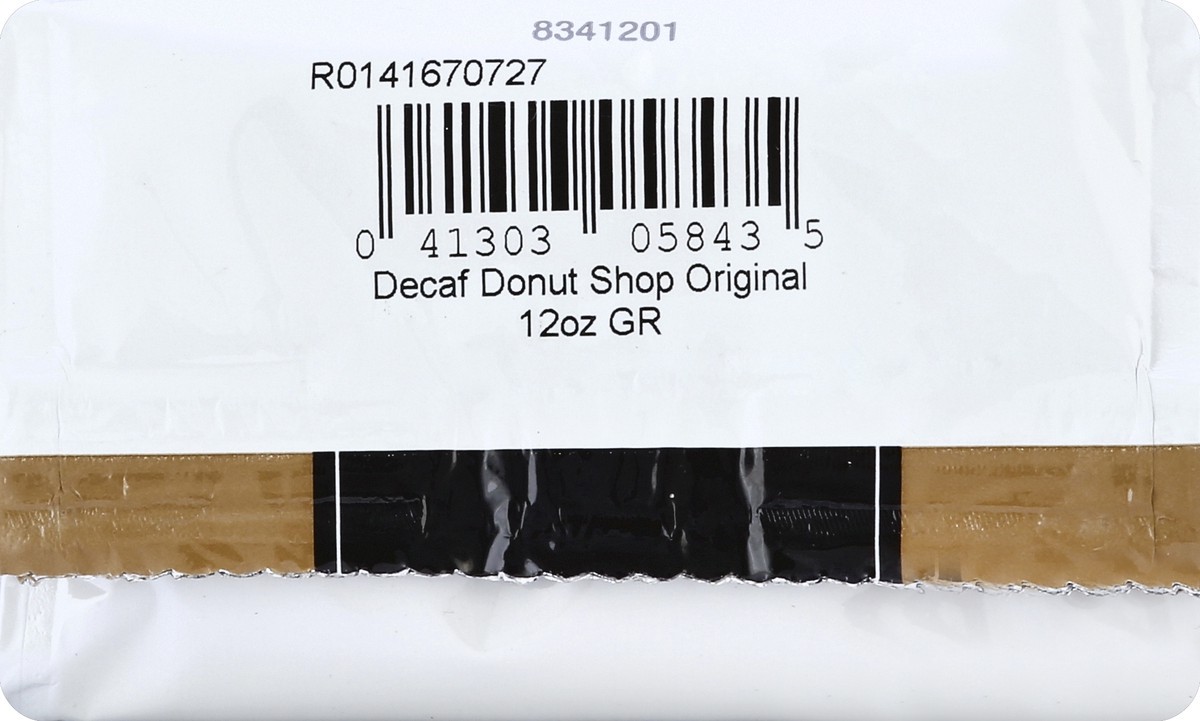 8341201
R0141670727
0 41303 05843 5
Decaf Donut Shop Original
12oz GR